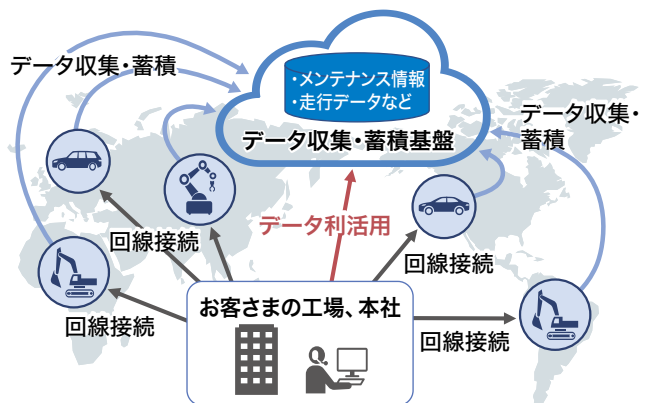 データ収集・蓄積
・メンテナンス情報
・走行データなど
データ収集・蓄積基盤
データ収集・
蓄積
データ利活用
回線接続
回線接続
お客さまの工場、本社
回線接続
回線接続